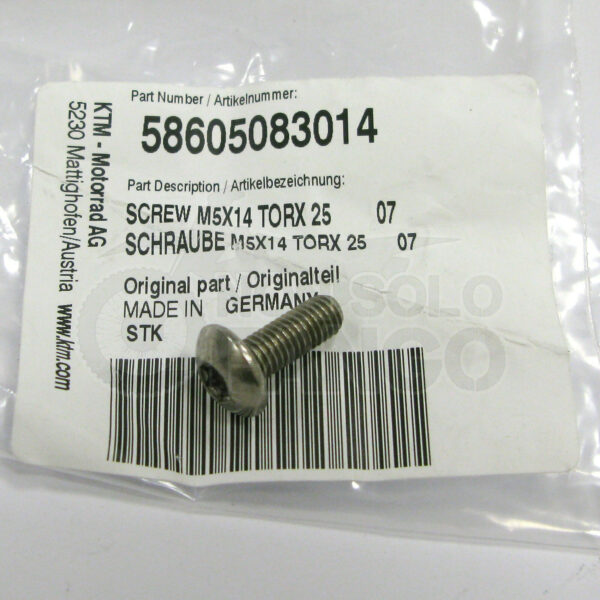 Part Number / Artikelnummer:
58605083014
Part Description / Artikelbezeichnung:
SCREW M5X14 TORX 25 07
SCHRAUBE M5X14 TORX 25 07
Original part / Originalteil
MADE IN GERMANY
STK
KTM - Motorrad AG
5230 Mattighofen/Austria www.ktm.com
SOLO